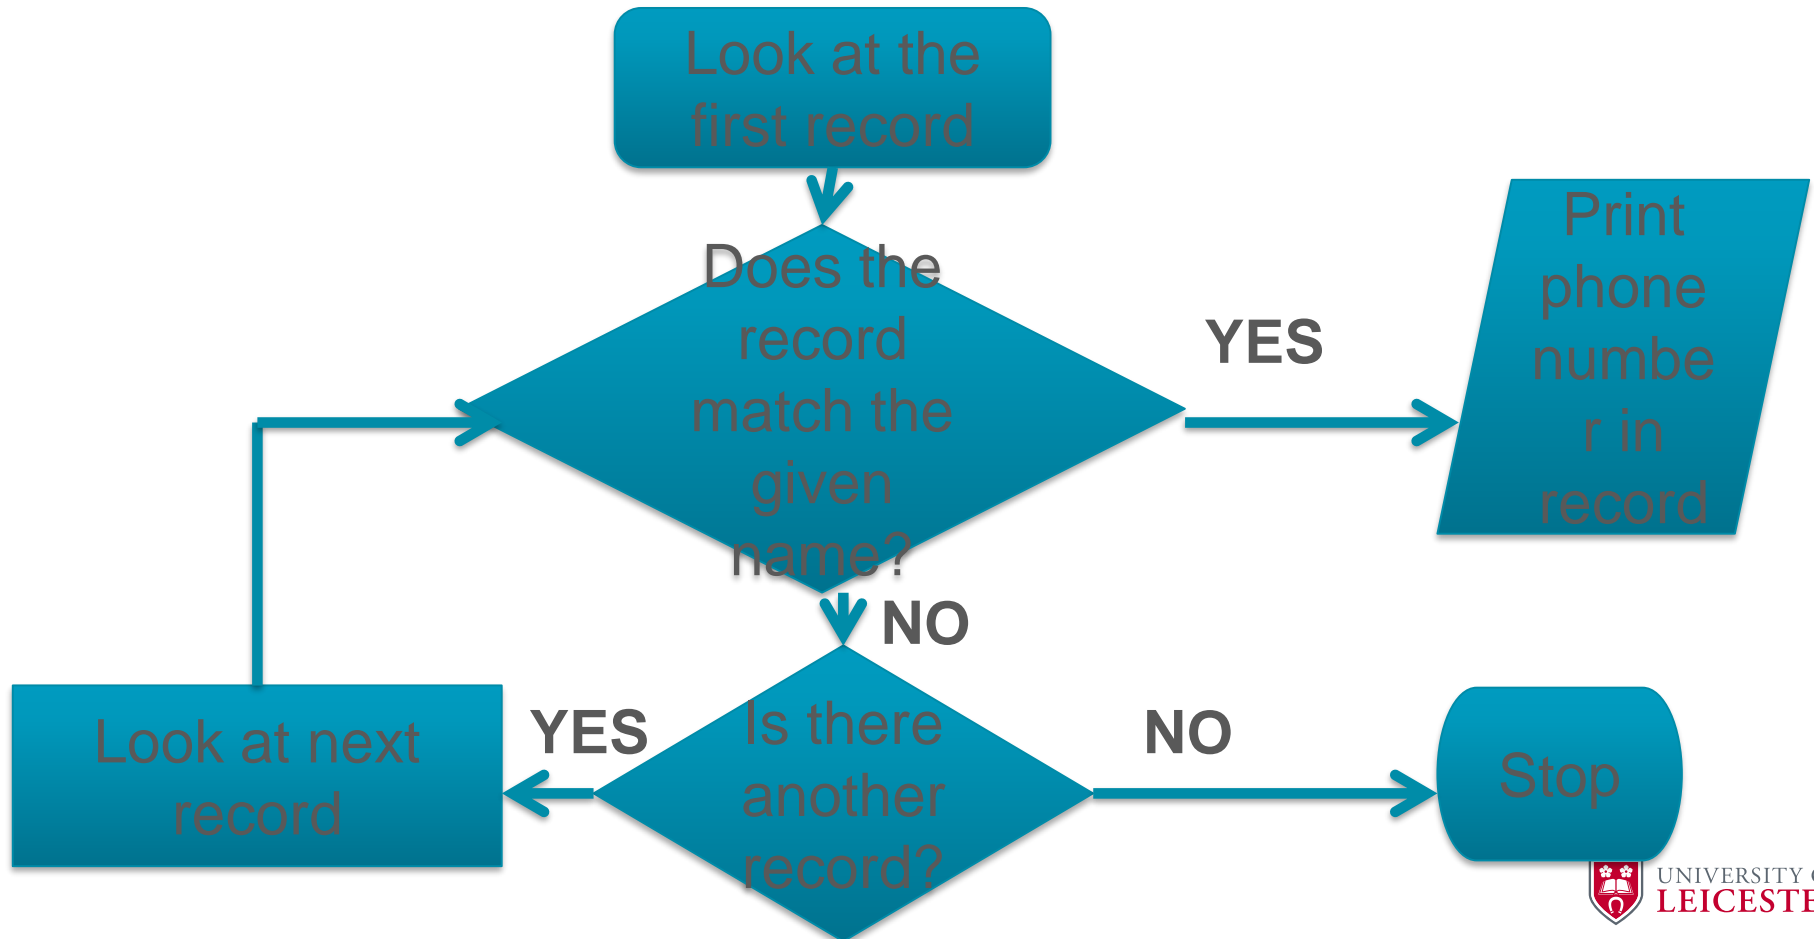 Look at the
first record
Does the
record
match the
given
name?
YES
Print
phone
numbe
r in
record
NO
Look at next
record
YES
Is there
another
record?
NO
Stop
UNIVERSITY O
LEICESTE